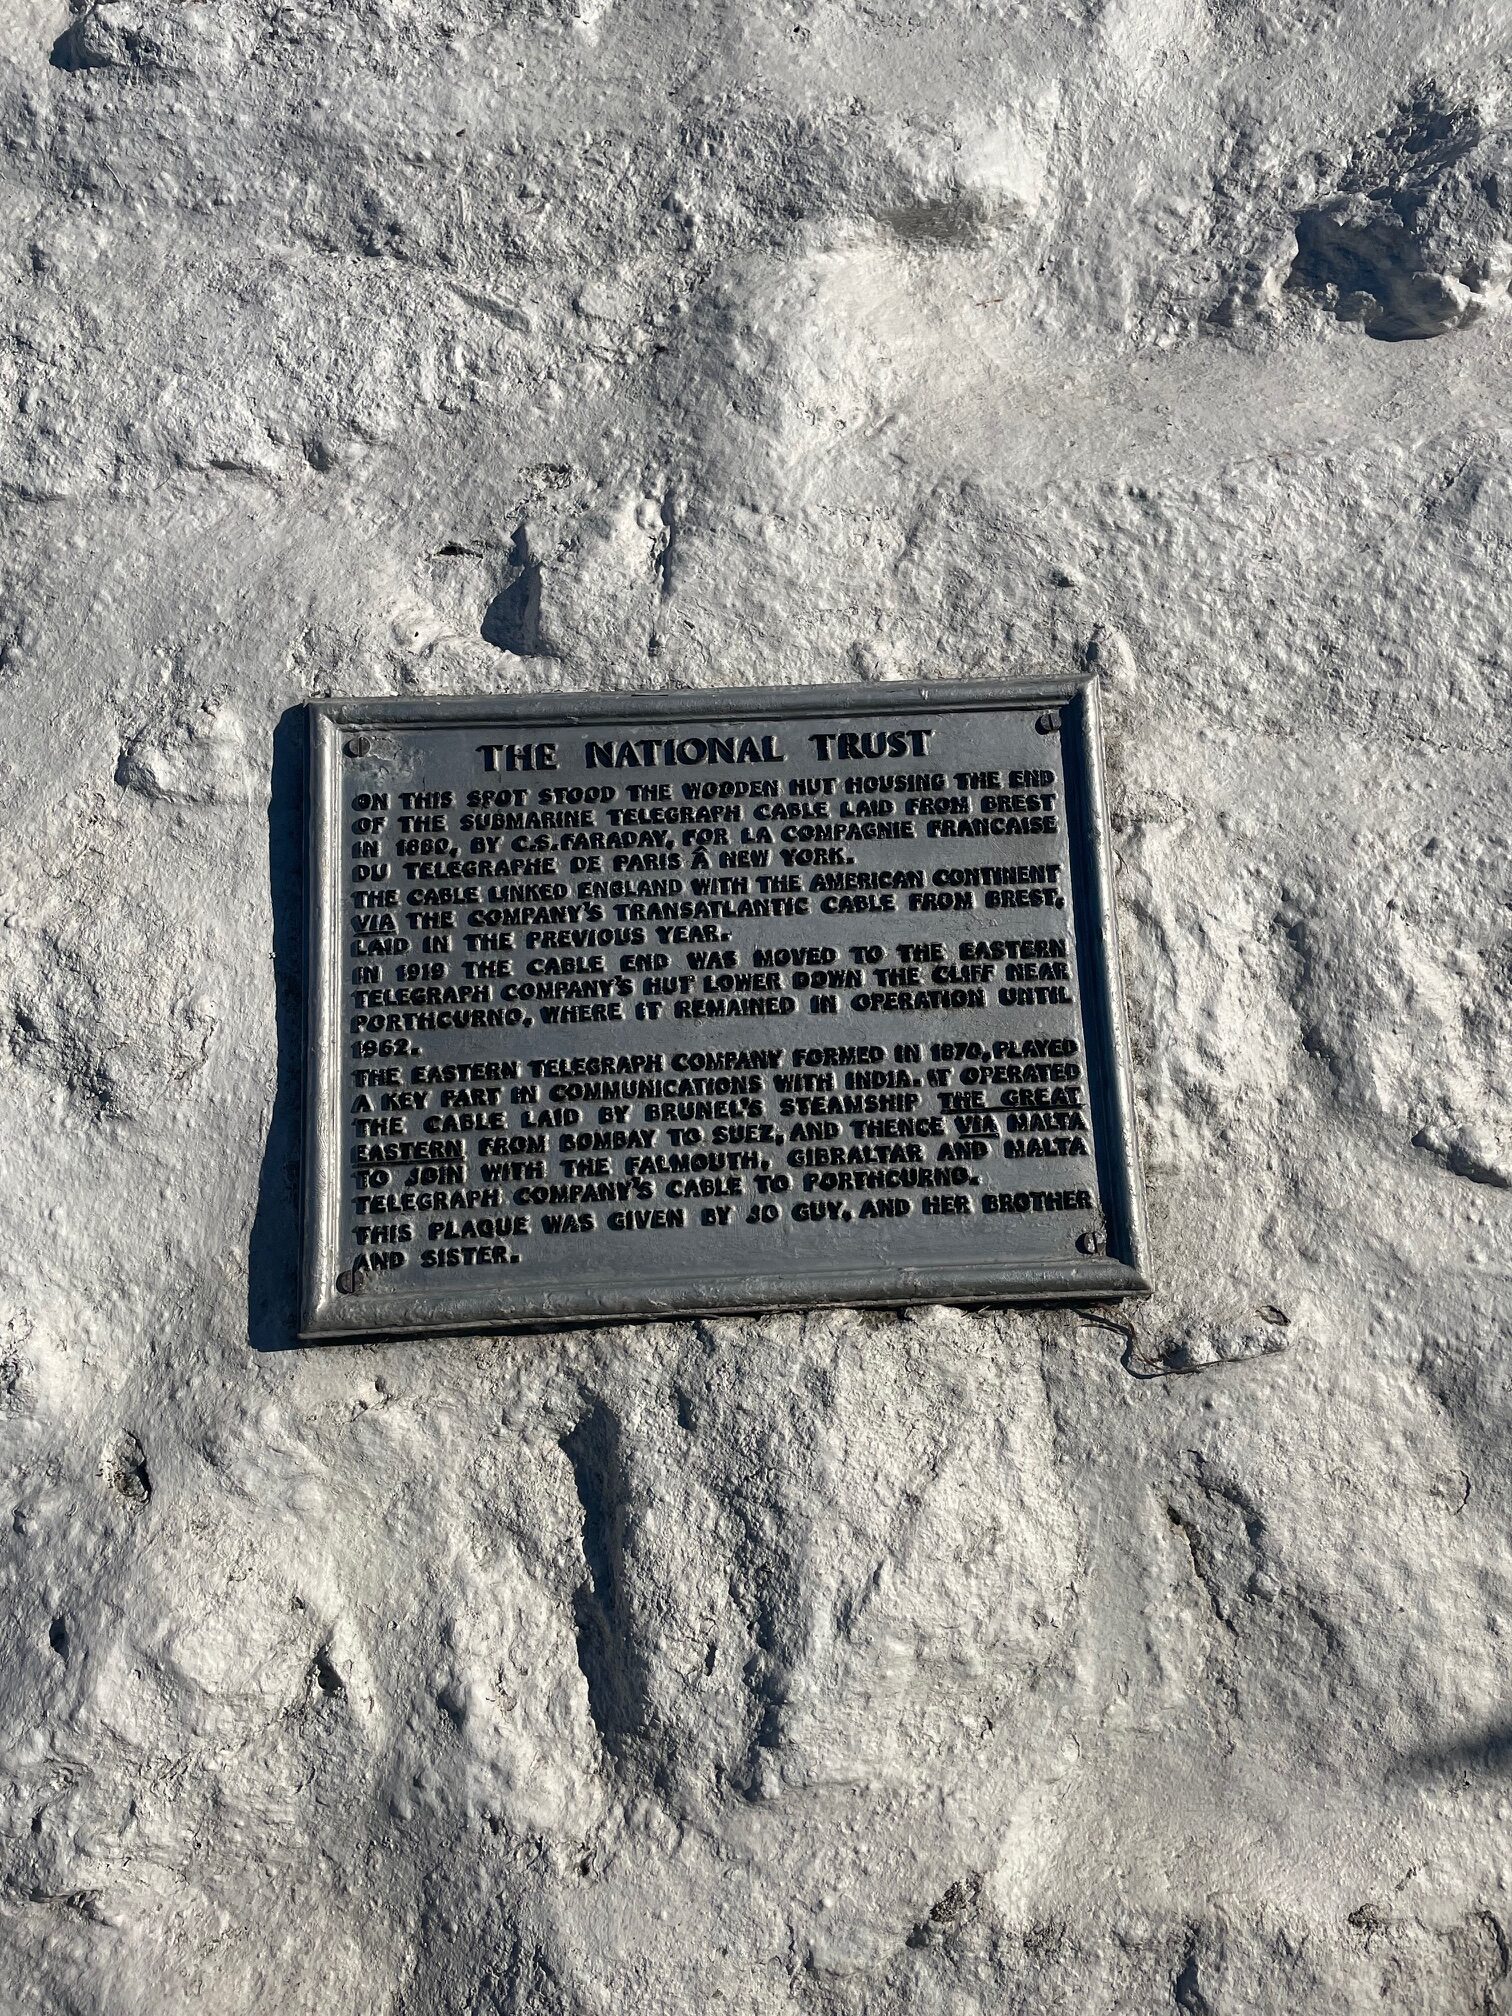 THE NATIONAL TRUST
ON THIS SPOT STOOD THE WOODEN HUT HOUSING THE END
OF THE SUBMARINE TELEGRAPH CABLE LAID FROM BREST
IN 1880, BY C.S.FARADAY, FOR LA COMPAGNIE FRANCAISE
DU TELEGRAPHE DE PARIS Â NEW YORK.
THE CABLE LINKED ENGLAND WITH THE AMERICAN CONTINENT
VIA THE COMPANY'S TRANSATLANTIC CABLE FROM BREST,
LAID IN THE PREVIOUS YEAR.
IN 1919 THE CABLE END WAS MOVED TO THE EASTERN
TELEGRAPH COMPANY'S HUT LOWER DOWN THE CLIFF NEAR
PORTHCURNO, WHERE IT REMAINED IN OPERATION UNTIL
1962.
THE EASTERN TELEGRAPH COMPANY FORMED IN 1870, PLAYED
A KEY PART IN COMMUNICATIONS WITH INDIA. IT OPERATED
THE CABLE LAID BY BRUNEL'S STEAMSHIP THE GREAT
EASTERN FROM BOMBAY TO SUEZ, AND THENCE VIA MALTA
TO JOIN WITH THE FALMOUTH, GIBRALTAR AND MALTA
TELEGRAPH COMPANY'S CABLE TO PORTHCURNO.
THIS PLAQUE WAS GIVEN BY JO GUY, AND HER BROTHER
AND SISTER.